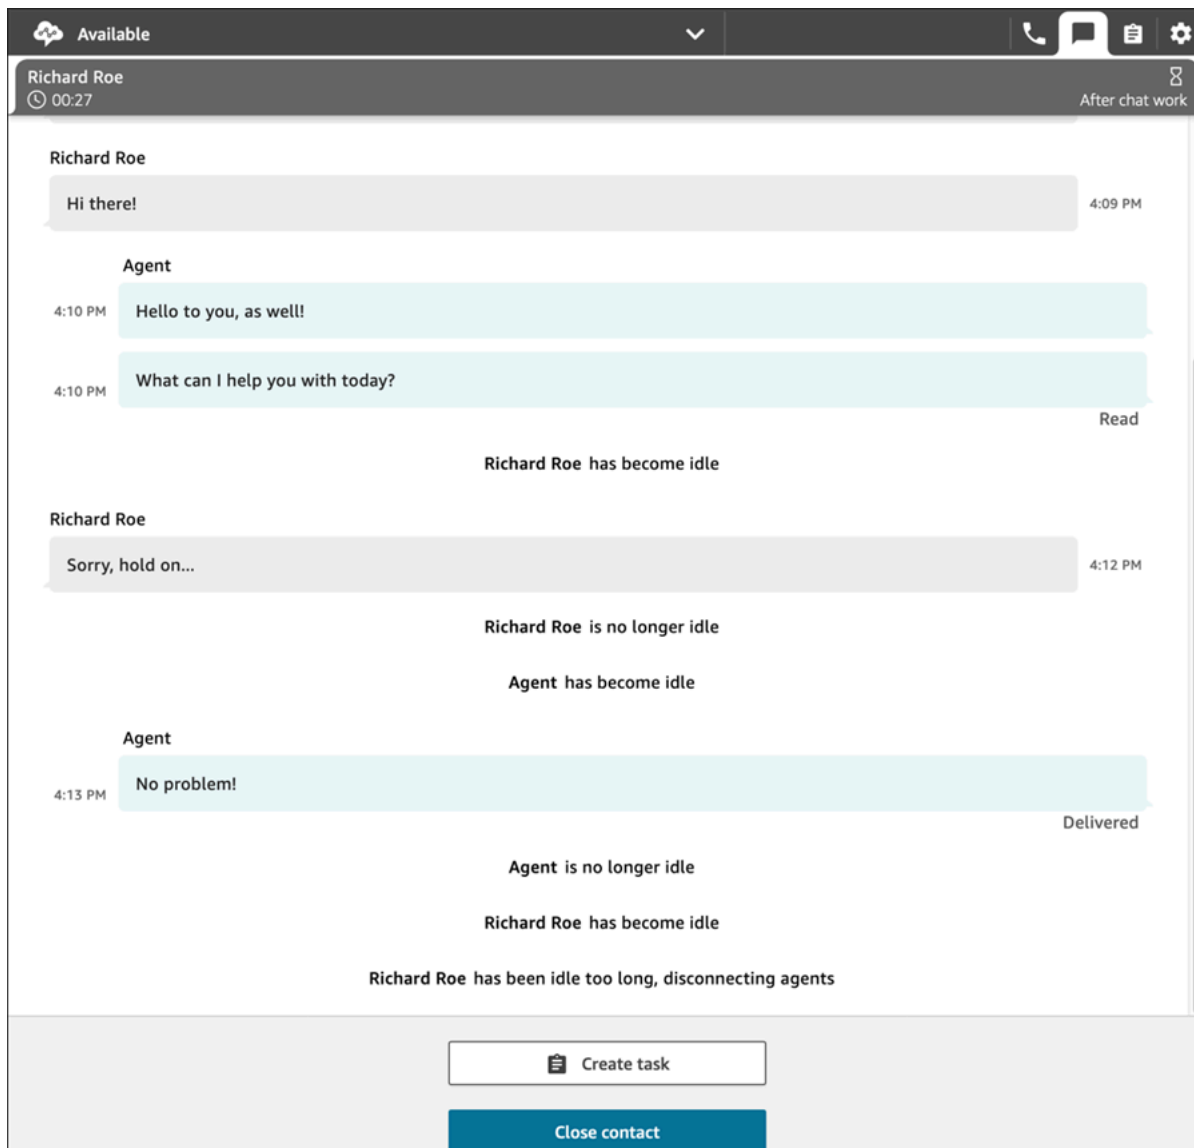 Available
Richard Roe
00:27
After chat work
Richard Roe
Hi there!
4:09 PM
Agent
4:10 PM
Hello to you, as well!
4:10 PM
What can I help you with today?
Read
Richard Roe has become idle
Richard Roe
Sorry, hold on...
4:12 PM
Richard Roe is no longer idle
Agent has become idle
Agent
4:13 PM
No problem!
Delivered
Agent is no longer idle
Richard Roe has become idle
Richard Roe has been idle too long, disconnecting agents
Create task
Close contact